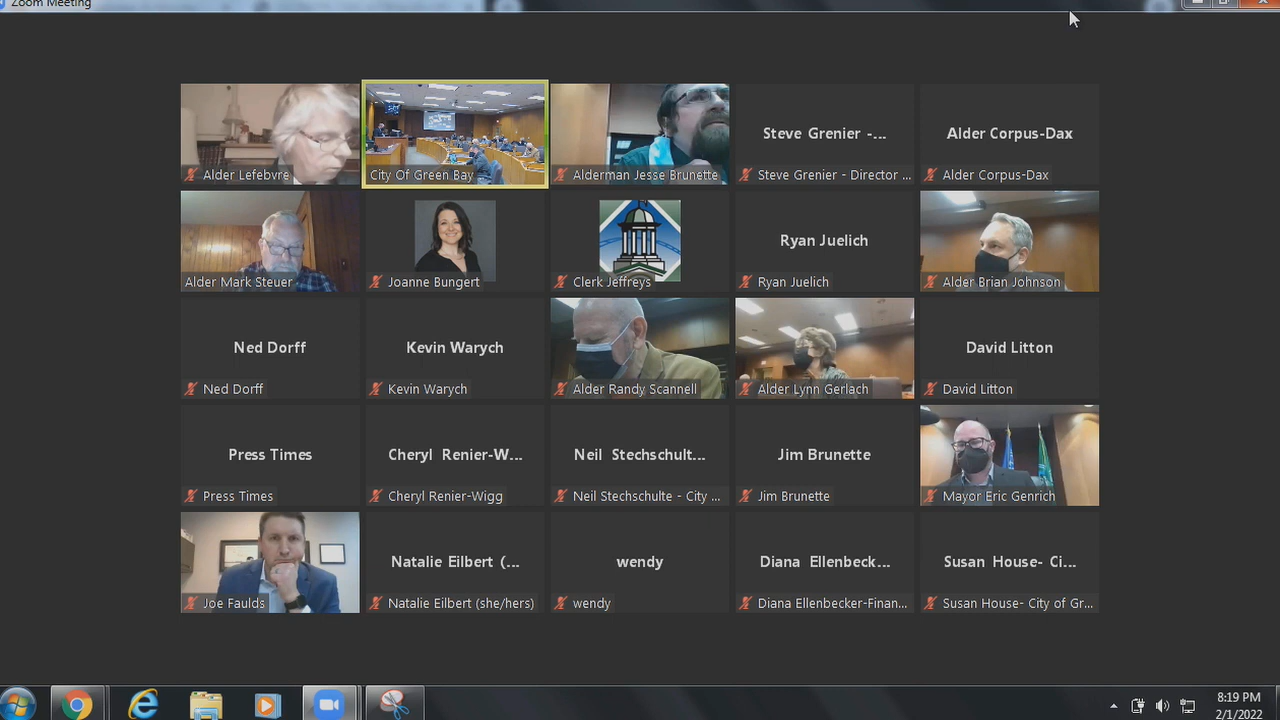 Zoom Meeting
Alder Lefebvre
City Of Green Bay
Alderman Jesse Brunette
Steve Grenier -...
Steve Grenier - Director ...
Alder Corpus-Dax
Alder Corpus-Dax
Alder Mark Steuer
Joanne Bungert
Clerk Jeffreys
Ryan Juelich
Ryan Juelich
Alder Brian Johnson
Ned Dorff
Ned Dorff
Kevin Warych
Kevin Warych
Alder Randy Scannell
Alder Lynn Gerlach
David Litton
David Litton
Press Times
Press Times
Cheryl Renier-W...
Cheryl Renier-Wigg
Neil Stechschult...
Neil Stechschulte - City ...
Jim Brunette
Jim Brunette
Mayor Eric Genrich
Joe Faulds
Natalie Eilbert (...
Natalie Eilbert (she/hers)
wendy
wendy
Diana Ellenbeck...
Diana Ellenbecker-Finan...
Susan House- Ci...
Susan House- City of Gr...
8:19 PM
2/1/2022